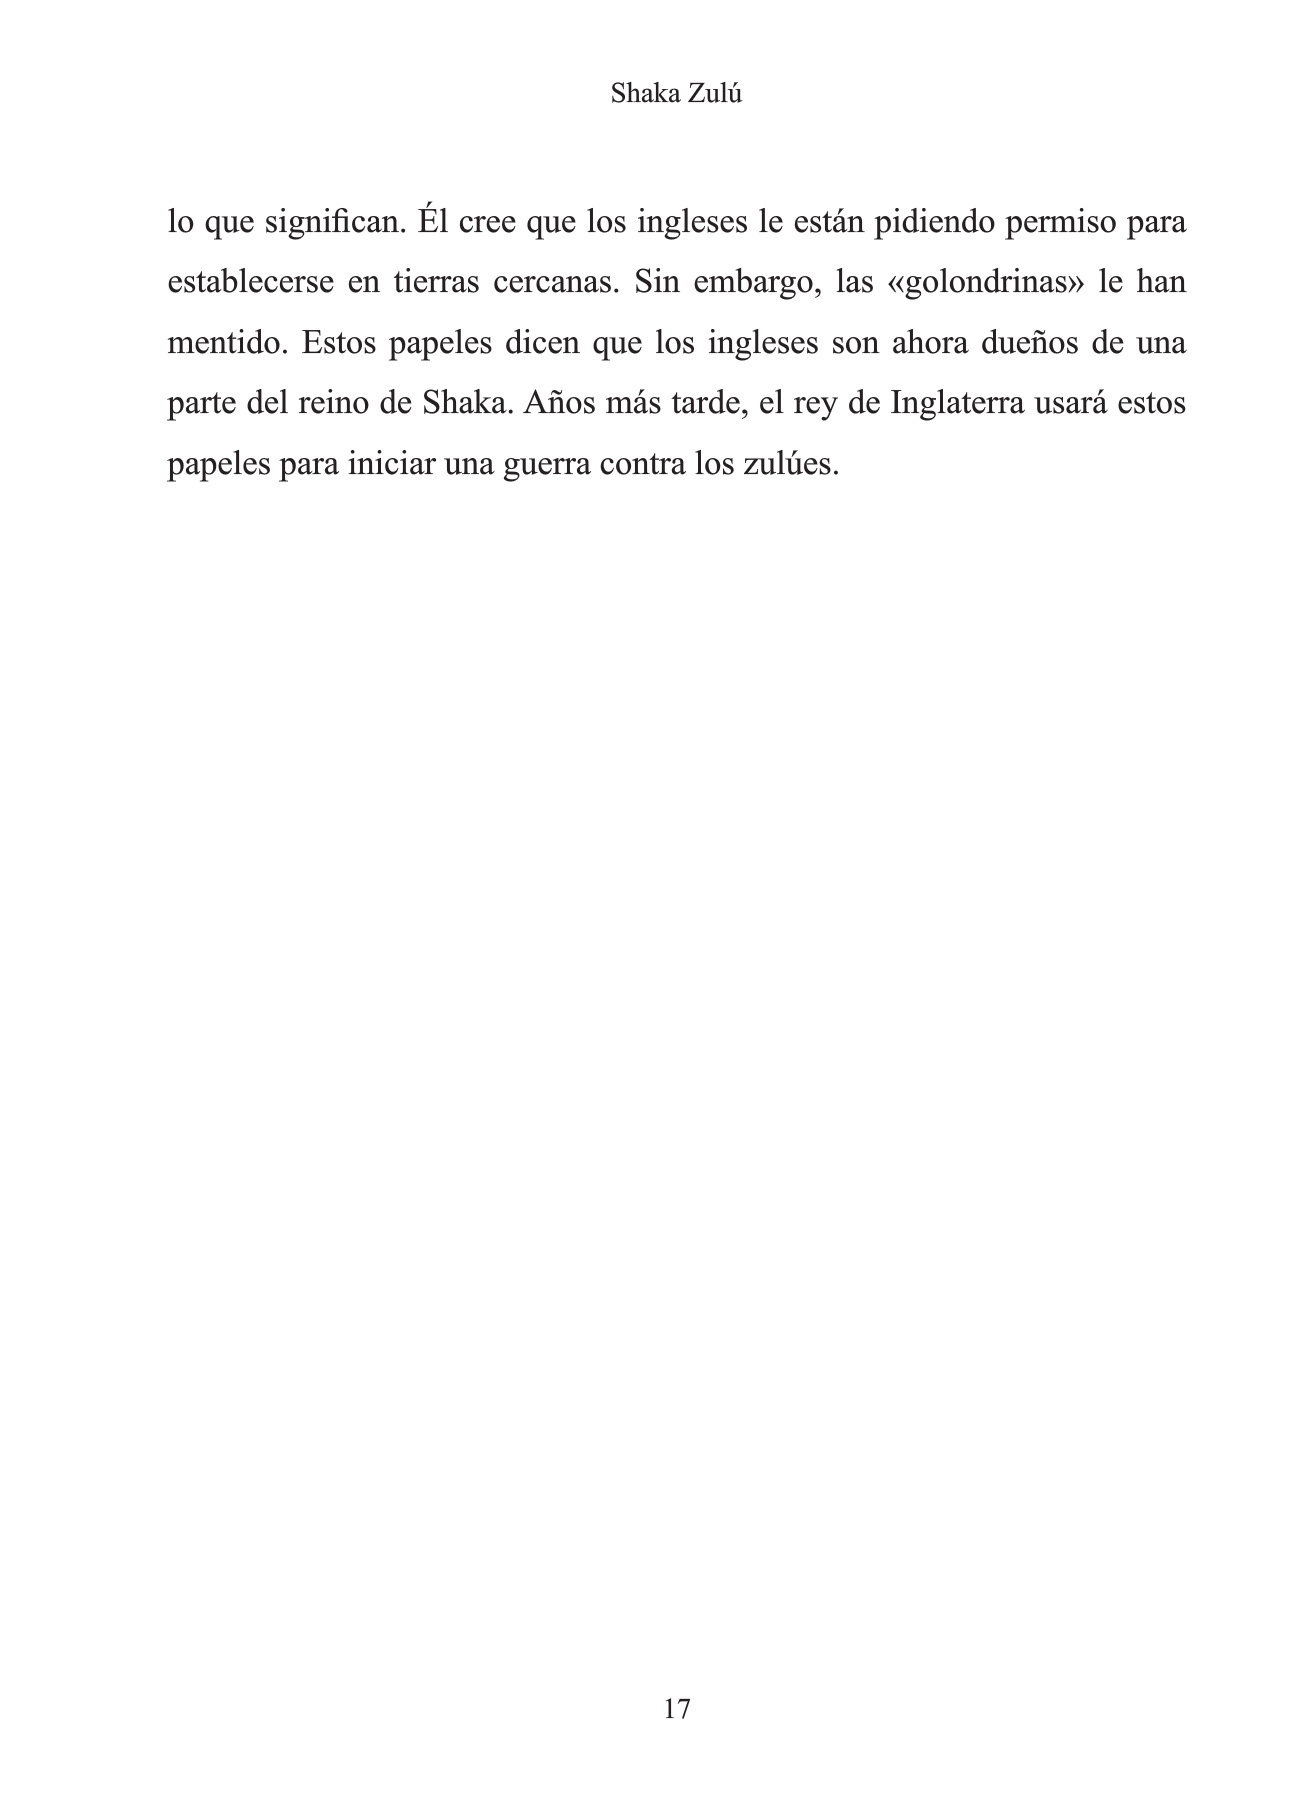 Shaka Zulú
lo que significan. Él cree que los ingleses le están pidiendo permiso para
establecerse en tierras cercanas. Sin embargo, las «golondrinas» le han
mentido. Estos papeles dicen que los ingleses son ahora dueños de una
parte del reino de Shaka. Años más tarde, el rey de Inglaterra usará estos
papeles para iniciar una guerra contra los zulúes.
17